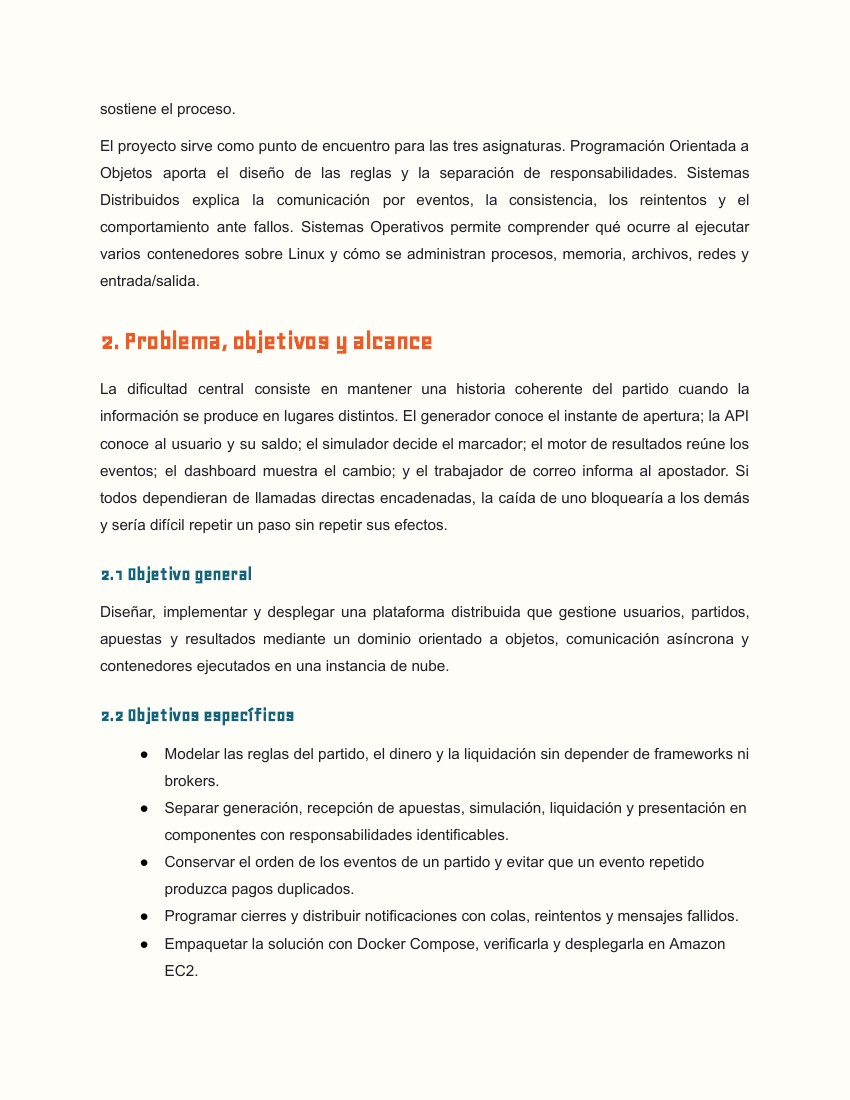 sostiene el proceso.
El proyecto sirve como punto de encuentro para las tres asignaturas. Programación Orientada a
Objetos aporta el diseño de las reglas y la separación de responsabilidades. Sistemas
Distribuidos explica la comunicación por eventos, la consistencia, los reintentos y el
comportamiento ante fallos. Sistemas Operativos permite comprender qué ocurre al ejecutar
varios contenedores sobre Linux y cómo se administran procesos, memoria, archivos, redes y
entrada/salida.
2. Problema, objetivos y alcance
La dificultad central consiste en mantener una historia coherente del partido cuando la
información se produce en lugares distintos. El generador conoce el instante de apertura; la API
conoce al usuario y su saldo; el simulador decide el marcador; el motor de resultados reúne los
eventos; el dashboard muestra el cambio; y el trabajador de correo informa al apostador. Si
todos dependieran de llamadas directas encadenadas, la caída de uno bloquearía a los demás
y sería difícil repetir un paso sin repetir sus efectos.
2.1 Objetivo general
Diseñar, implementar y desplegar una plataforma distribuida que gestione usuarios, partidos,
apuestas y resultados mediante un dominio orientado a objetos, comunicación asíncrona y
contenedores ejecutados en una instancia de nube.
2.2 Objetivos específicos
● Modelar las reglas del partido, el dinero y la liquidación sin depender de frameworks ni
brokers.
● Separar generación, recepción de apuestas, simulación, liquidación y presentación en
componentes con responsabilidades identificables.
● Conservar el orden de los eventos de un partido y evitar que un evento repetido
produzca pagos duplicados.
● Programar cierres y distribuir notificaciones con colas, reintentos y mensajes fallidos.
● Empaquetar la solución con Docker Compose, verificarla y desplegarla en Amazon
EC2.